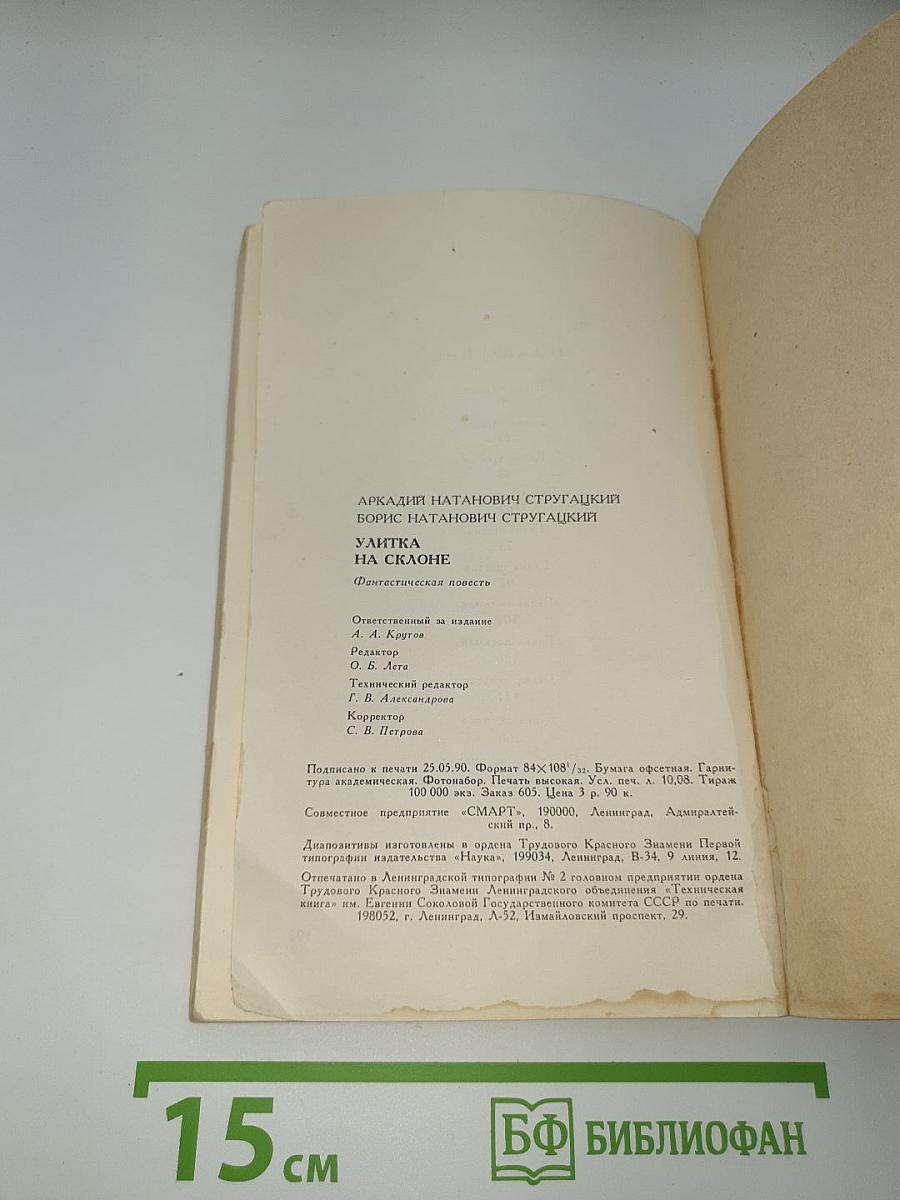 АРКАДИЙ НАТАНОВИЧ СТРУГАЦКИЙ
БОРИС НАТАНОВИЧ СТРУГАЦКИЙ
УЛИТКА
НА СКЛОНЕ
Фантастическая повесть
Ответственный за издание
А. А. Кругов
Редактор
О. Б. Лега
Технический редактор
Г. В. Александрова
Корректор
С. В. Петрова
Подписано к печати 25.05.90. Формат 84×108¹/₃₂. Бумага офсетная. Гарни-
тура академическая. Фотонабор. Печать высокая. Усл. печ. л. 10,08. Тираж
100 000 экз. Заказ 605. Цена 3 р. 90 к.
Совместное предприятие «СМАРТ», 190000, Ленинград, Адмиралтей-
ский пр., 8.
Диапозитивы изготовлены в ордена Трудового Красного Знамени Первой
типографии издательства «Наука», 199034, Ленинград, В-34, 9 линия, 12.
Отпечатано в Ленинградской типографии № 2 головном предприятии ордена
Трудового Красного Знамени Ленинградского объединения «Техническая
книга» им. Евгении Соколовой Государственного комитета СССР по печати.
198052, г. Ленинград, Л-52, Измайловский проспект, 29.
15 см
БФ БИБЛИОФАН